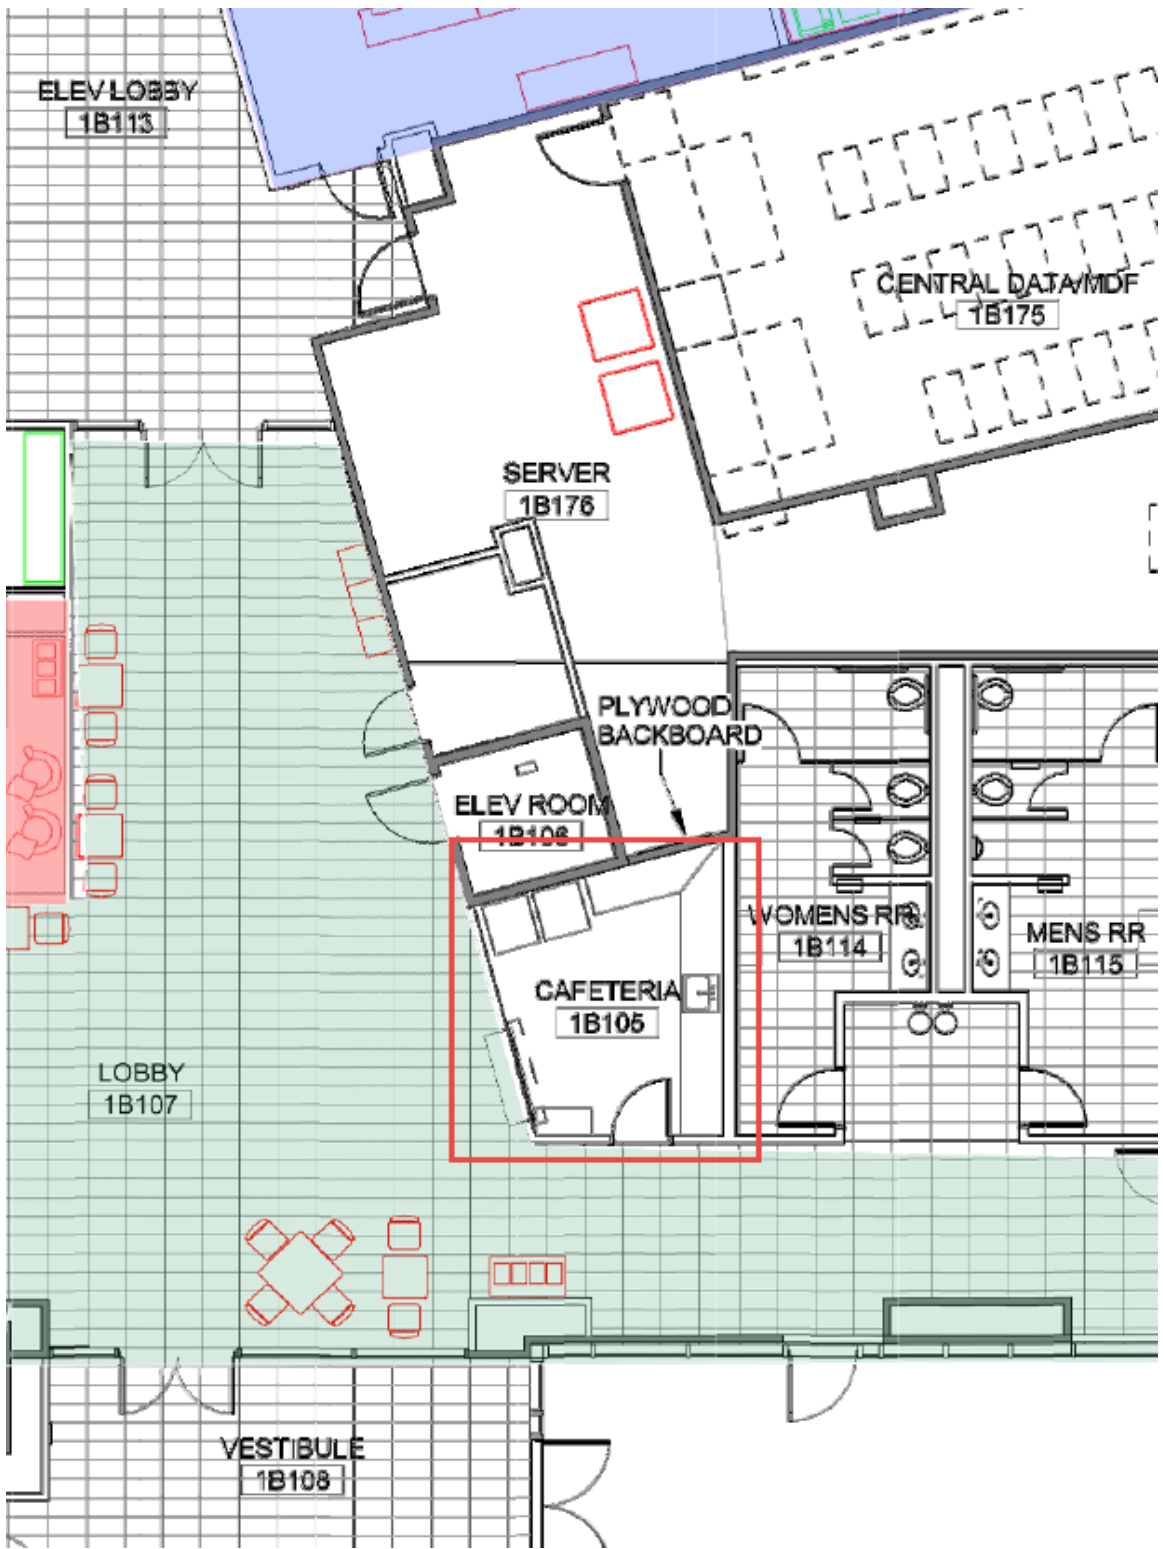 ELEV LOBBY
1B113
CENTRAL DATA/MDF
1B175
SERVER
1B176
PLYWOOD
BACKBOARD
ELEV ROOM
1B106
WOMENS RR
1B114
MENS RR
1B115
CAFETERIA
1B105
LOBBY
1B107
VESTIBULE
1B108